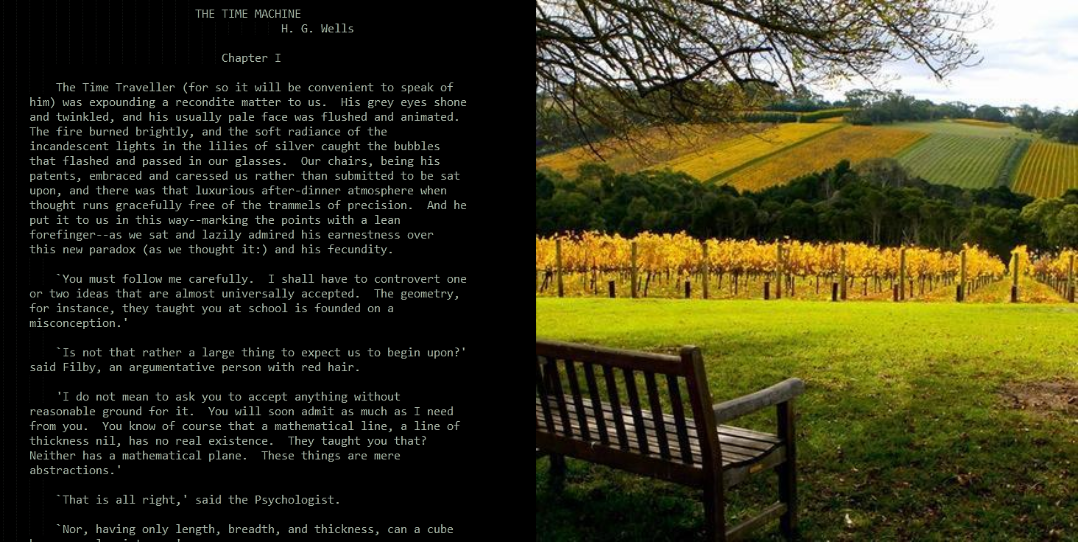 THE TIME MACHINE
H. G. Wells
Chapter I
The Time Traveller (for so it will be convenient to speak of
him) was expounding a recondite matter to us.  His grey eyes shone
and twinkled, and his usually pale face was flushed and animated.
The fire burned brightly, and the soft radiance of the
incandescent lights in the lilies of silver caught the bubbles
that flashed and passed in our glasses.  Our chairs, being his
patents, embraced and caressed us rather than submitted to be sat
upon, and there was that luxurious after-dinner atmosphere when
thought runs gracefully free of the trammels of precision.  And he
put it to us in this way--marking the points with a lean
forefinger--as we sat and lazily admired his earnestness over
this new paradox (as we thought it:) and his fecundity.
`You must follow me carefully.  I shall have to controvert one
or two ideas that are almost universally accepted.  The geometry,
for instance, they taught you at school is founded on a
misconception.'
`Is not that rather a large thing to expect us to begin upon?'
said Filby, an argumentative person with red hair.
'I do not mean to ask you to accept anything without
reasonable ground for it.  You will soon admit as much as I need
from you.  You know of course that a mathematical line, a line of
thickness nil, has no real existence.  They taught you that?
Neither has a mathematical plane.  These things are mere
abstractions.'
`That is all right,' said the Psychologist.
`Nor, having only length, breadth, and thickness, can a cube